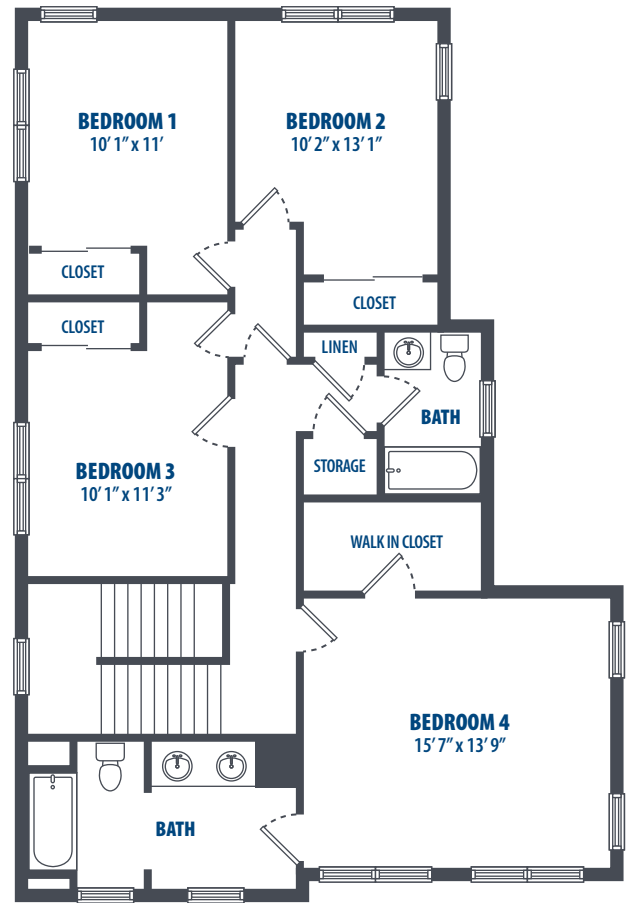 BEDROOM 1
10’ 1” x 11’
BEDROOM 2
10’ 2” x 13’ 1”
CLOSET
CLOSET
CLOSET
LINEN
BATH
BEDROOM 3
10’ 1” x 11’ 3”
STORAGE
WALK IN CLOSET
BEDROOM 4
15’ 7” x 13’ 9”
BATH